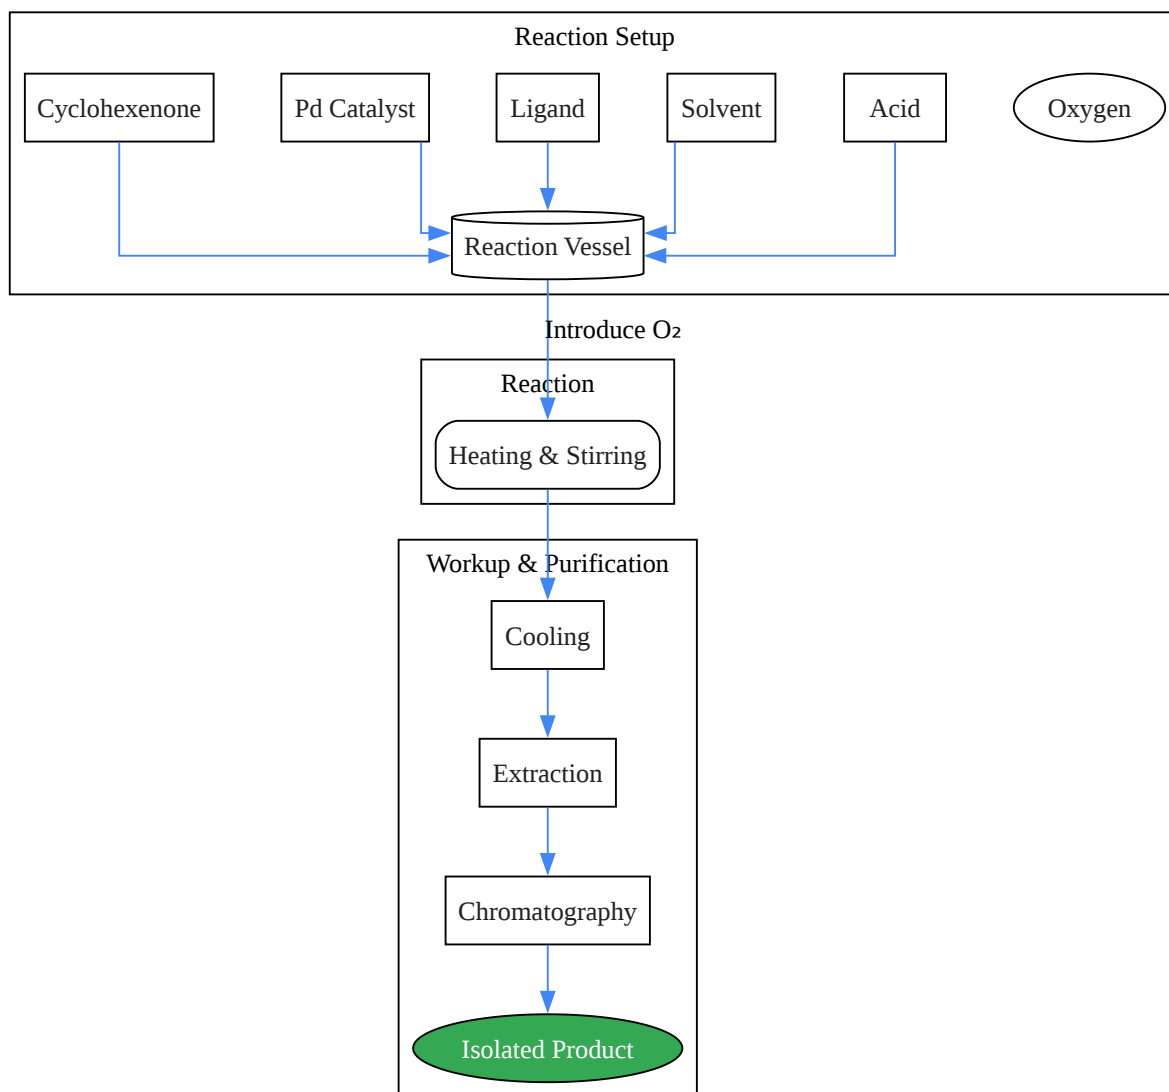 Reaction Setup
Cyclohexenone
Pd Catalyst
Ligand
Solvent
Acid
Oxygen
Reaction Vessel
Introduce O₂
Reaction
Heating & Stirring
Workup & Purification
Cooling
Extraction
Chromatography
Isolated Product